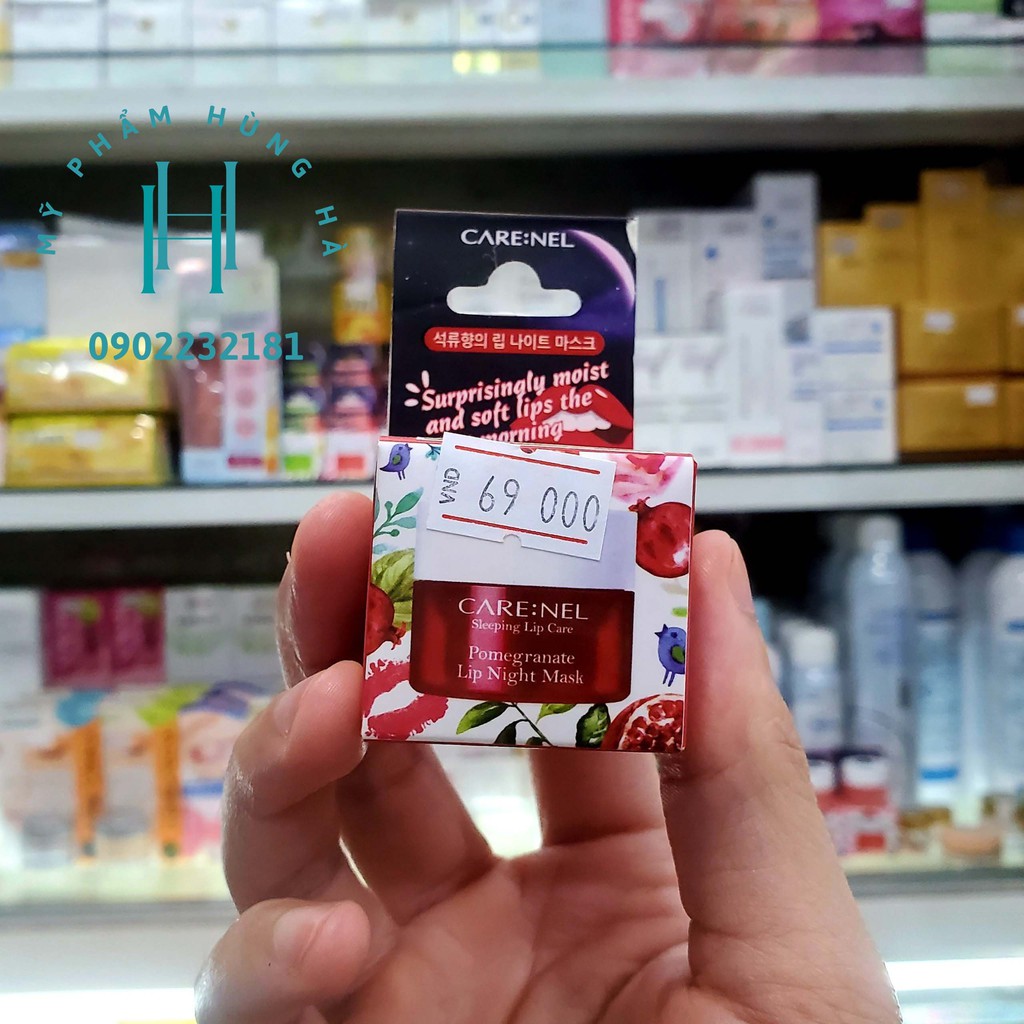 MỸ PHẨM HÙNG HÀ
0902232181
CARE:NEL
석류향의 립 나이트 마스크
Surprisingly moist
and soft lips the
morning
VND 69 000
CARE:NEL
Sleeping Lip Care
Pomegranate
Lip Night Mask